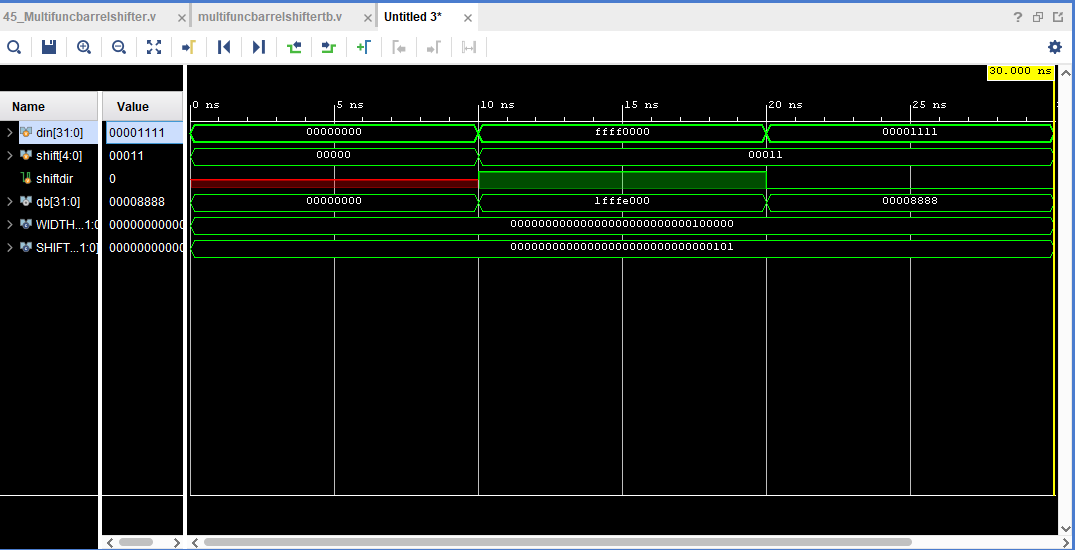 45_Multifuncbarrelshifter.v × multifuncbarrelshiftertb.v × Untitled 3* ×
?
30.000 ns
Name Value
0 ns 5 ns 10 ns 15 ns 20 ns 25 ns
din[31:0] 00001111 00000000 ffff0000 00001111
shift[4:0] 00011 00000 00011
shiftdir 0
qb[31:0] 00008888 00000000 1fffe000 00008888
WIDTH...1:0] 00000000000 00000000000000000000000000100000
SHIFT...1:0] 00000000000 00000000000000000000000000000101